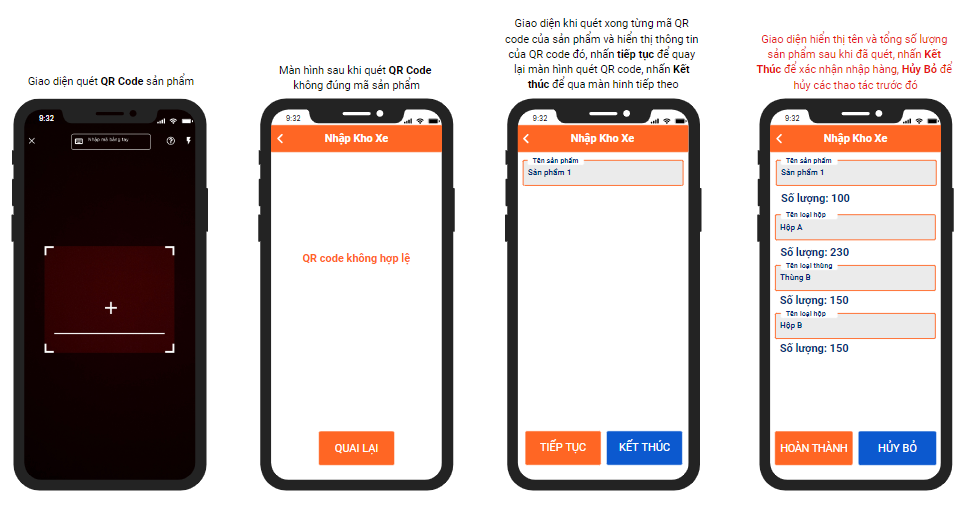 Giao diện quét QR Code sản phẩm
9:32
Nhập mã bằng tay
Màn hình sau khi quét QR Code
không đúng mã sản phẩm
9:32
Nhập Kho Xe
QR code không hợp lệ
QUAI LẠI
Giao diện khi quét xong từng mã QR
code của sản phẩm và hiển thị thông tin
của QR code đó, nhấn tiếp tục để quay
lại màn hình quét QR code, nhấn Kết
thúc để qua màn hình tiếp theo
9:32
Nhập Kho Xe
Tên sản phẩm
Sản phẩm 1
TIẾP TỤC
KẾT THÚC
Giao diện hiển thị tên và tổng số lượng
sản phẩm sau khi đã quét, nhấn Kết
Thúc để xác nhận nhập hàng, Hủy Bỏ để
hủy các thao tác trước đó
9:32
Nhập Kho Xe
Tên sản phẩm
Sản phẩm 1
Số lượng: 100
Tên loại hộp
Hộp A
Số lượng: 230
Tên loại thùng
Thùng B
Số lượng: 150
Tên loại hộp
Hộp B
Số lượng: 150
HOÀN THÀNH
HỦY BỎ